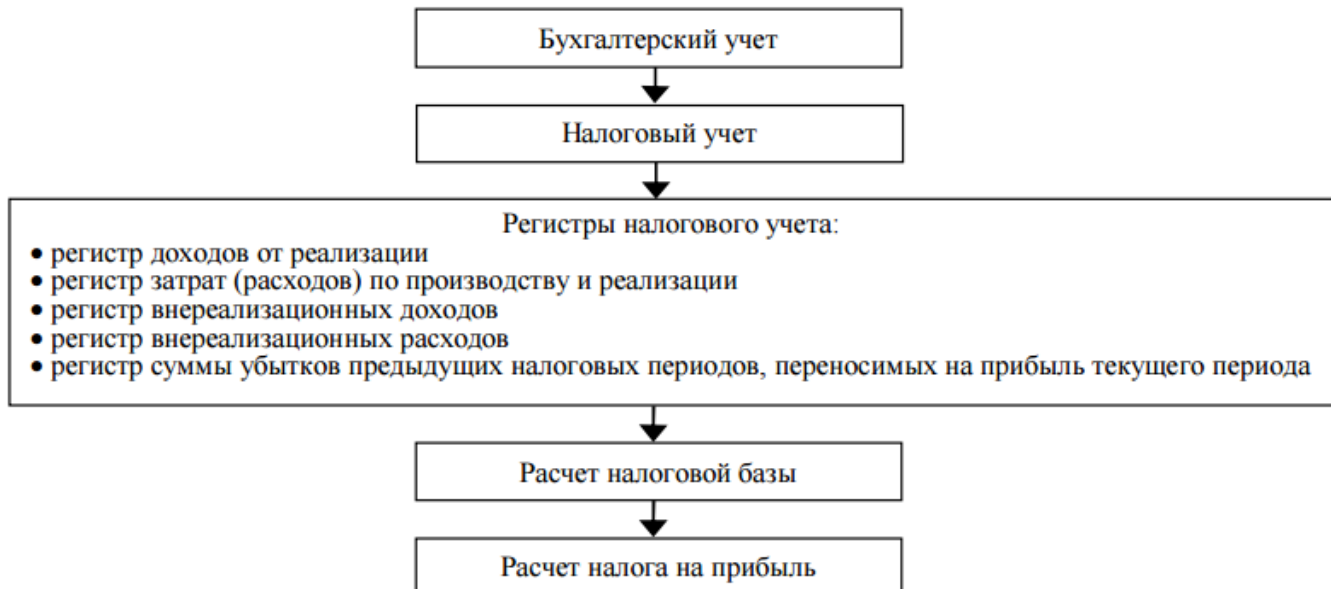 Бухгалтерский учет
Налоговый учет
Регистры налогового учета:
• регистр доходов от реализации
• регистр затрат (расходов) по производству и реализации
• регистр внереализационных доходов
• регистр внереализационных расходов
• регистр суммы убытков предыдущих налоговых периодов, переносимых на прибыль текущего периода
Расчет налоговой базы
Расчет налога на прибыль